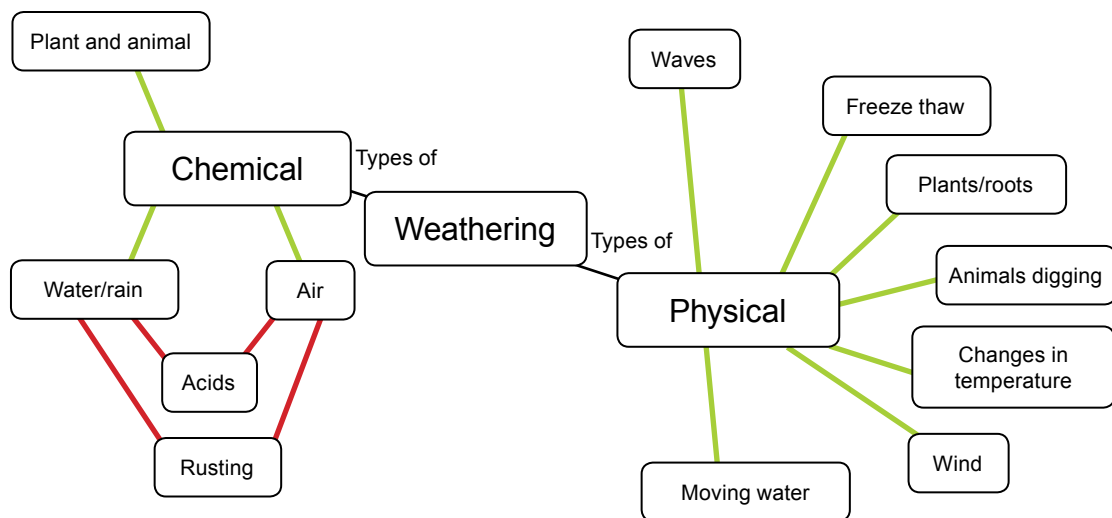 Plant and animal
Waves
Freeze thaw
Chemical
Types of
Plants/roots
Weathering
Types of
Water/rain
Air
Animals digging
Physical
Acids
Changes in
temperature
Rusting
Wind
Moving water